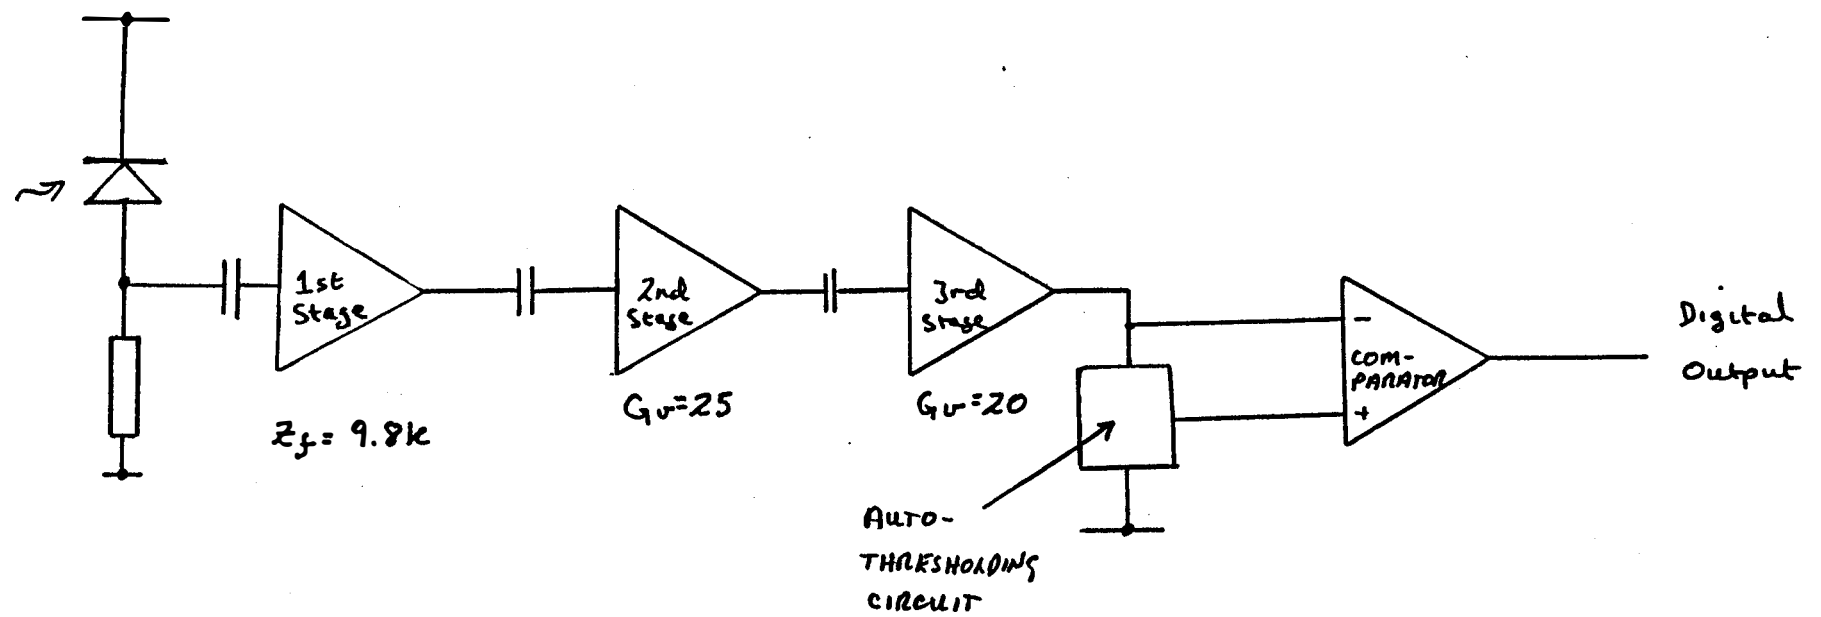 1st
Stage
2nd
Stage
3rd
Stage
Zf = 9.8k
Gv=25
Gv=20
-
COM-
PARATOR
+
Digital
Output
AUTO-
THRESHOLDING
CIRCUIT